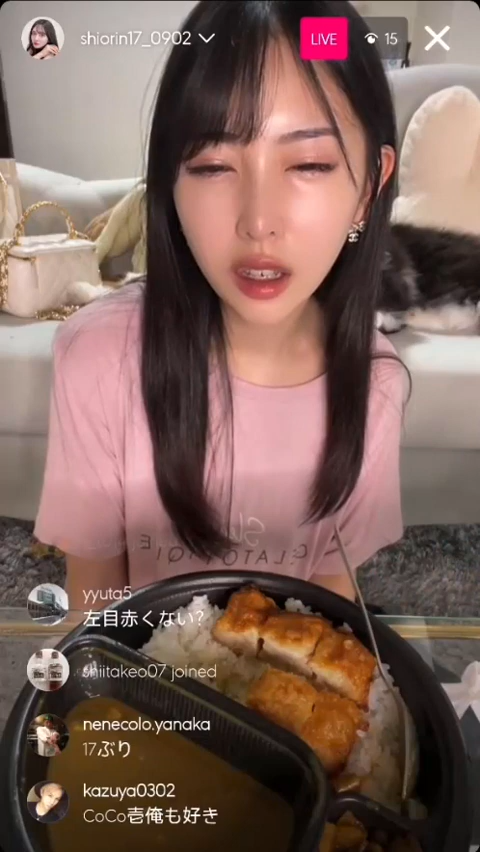 shiorin17_0902
LIVE
15
yyuta5
左目赤くない?
shiitakeo07 joined
nenecolo.yanaka
17ぶり
kazuya0302
CoCo壱俺も好き